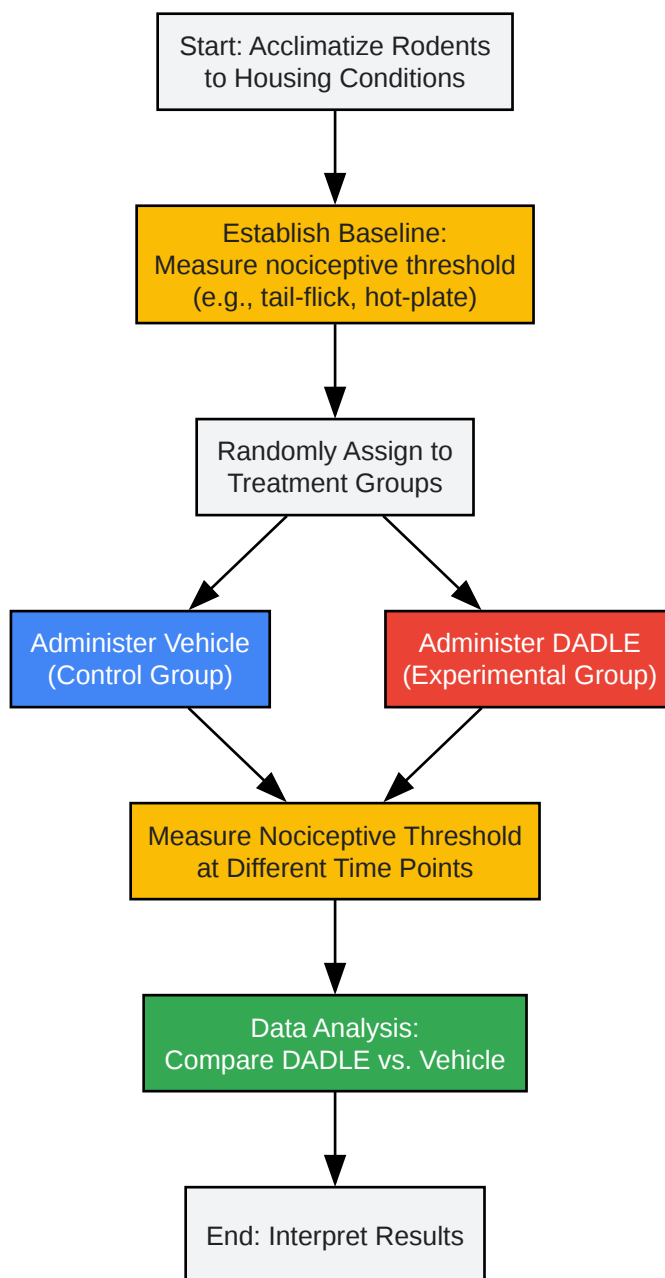 Start: Acclimatize Rodents
to Housing Conditions
Establish Baseline:
Measure nociceptive threshold
(e.g., tail-flick, hot-plate)
Randomly Assign to
Treatment Groups
Administer Vehicle
(Control Group)
Administer DADLE
(Experimental Group)
Measure Nociceptive Threshold
at Different Time Points
Data Analysis:
Compare DADLE vs. Vehicle
End: Interpret Results